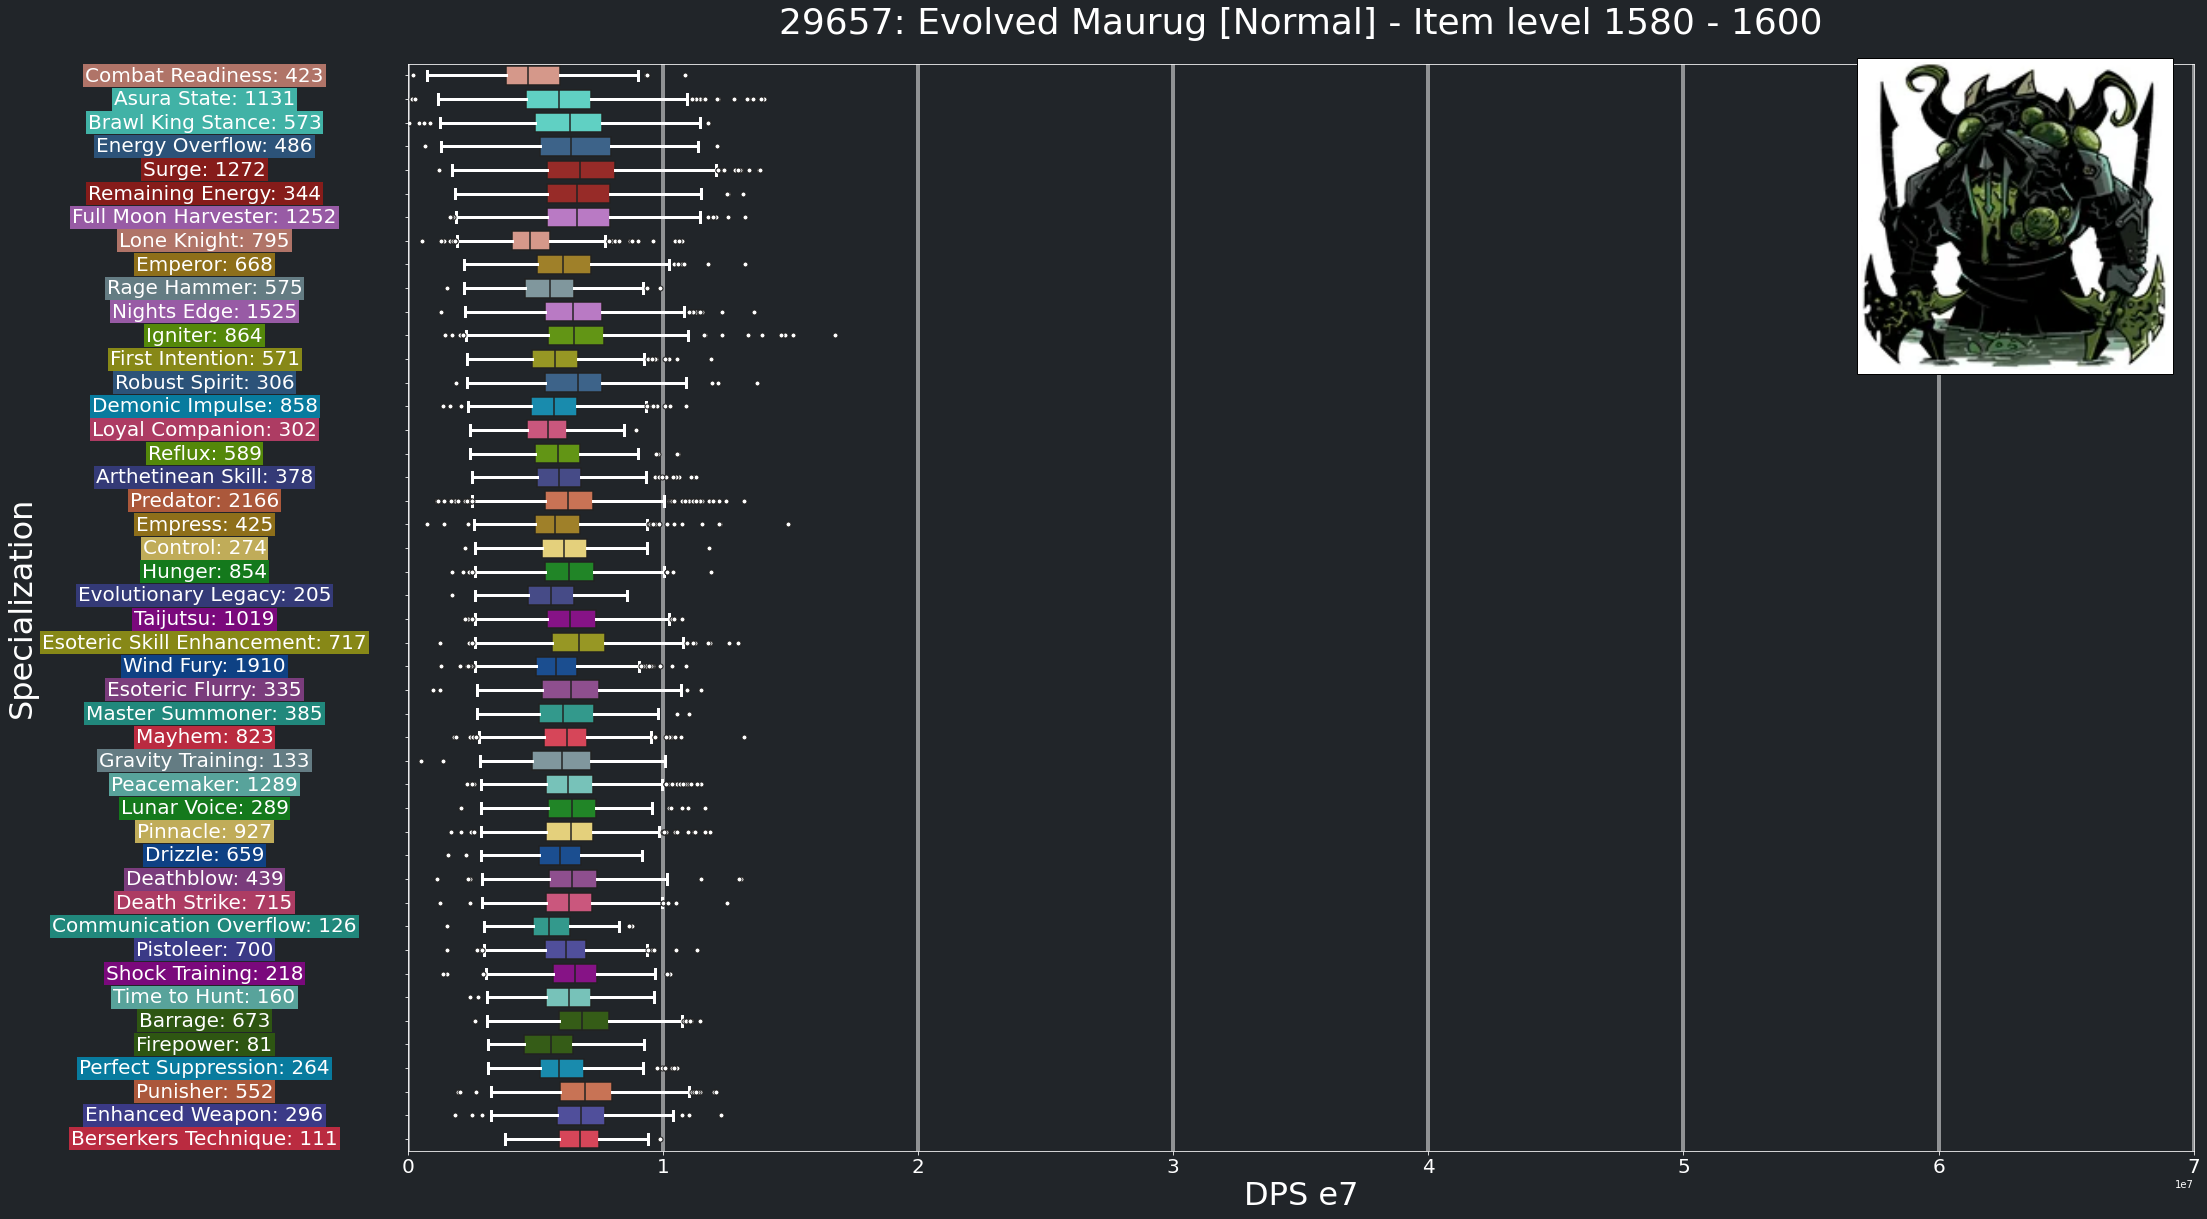 29657: Evolved Maurug [Normal] - Item level 1580 - 1600
Specialization
Combat Readiness: 423
Asura State: 1131
Brawl King Stance: 573
Energy Overflow: 486
Surge: 1272
Remaining Energy: 344
Full Moon Harvester: 1252
Lone Knight: 795
Emperor: 668
Rage Hammer: 575
Nights Edge: 1525
Igniter: 864
First Intention: 571
Robust Spirit: 306
Demonic Impulse: 858
Loyal Companion: 302
Reflux: 589
Arthetinean Skill: 378
Predator: 2166
Empress: 425
Control: 274
Hunger: 854
Evolutionary Legacy: 205
Taijutsu: 1019
Esoteric Skill Enhancement: 717
Wind Fury: 1910
Esoteric Flurry: 335
Master Summoner: 385
Mayhem: 823
Gravity Training: 133
Peacemaker: 1289
Lunar Voice: 289
Pinnacle: 927
Drizzle: 659
Deathblow: 439
Death Strike: 715
Communication Overflow: 126
Pistoleer: 700
Shock Training: 218
Time to Hunt: 160
Barrage: 673
Firepower: 81
Perfect Suppression: 264
Punisher: 552
Enhanced Weapon: 296
Berserkers Technique: 111
0 1 2 3 4 5 6 7
1e7
DPS e7